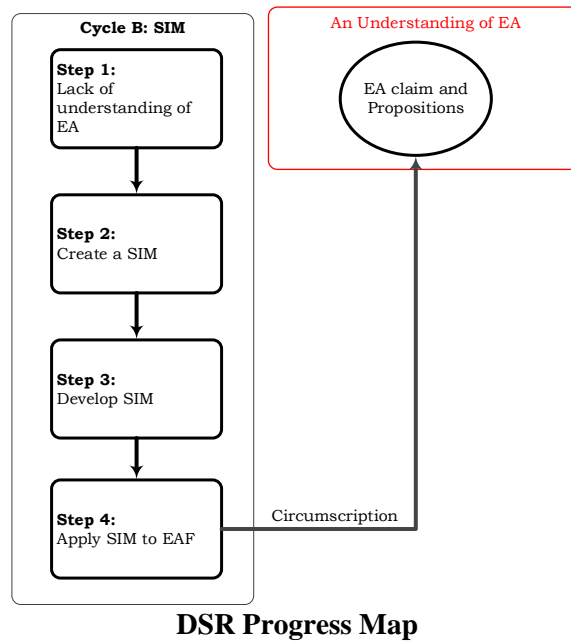 Cycle B: SIM
Step 1:
Lack of
understanding of
EA
Step 2:
Create a SIM
Step 3:
Develop SIM
Step 4:
Apply SIM to EAF
An Understanding of EA
EA claim and
Propositions
Circumscription
DSR Progress Map